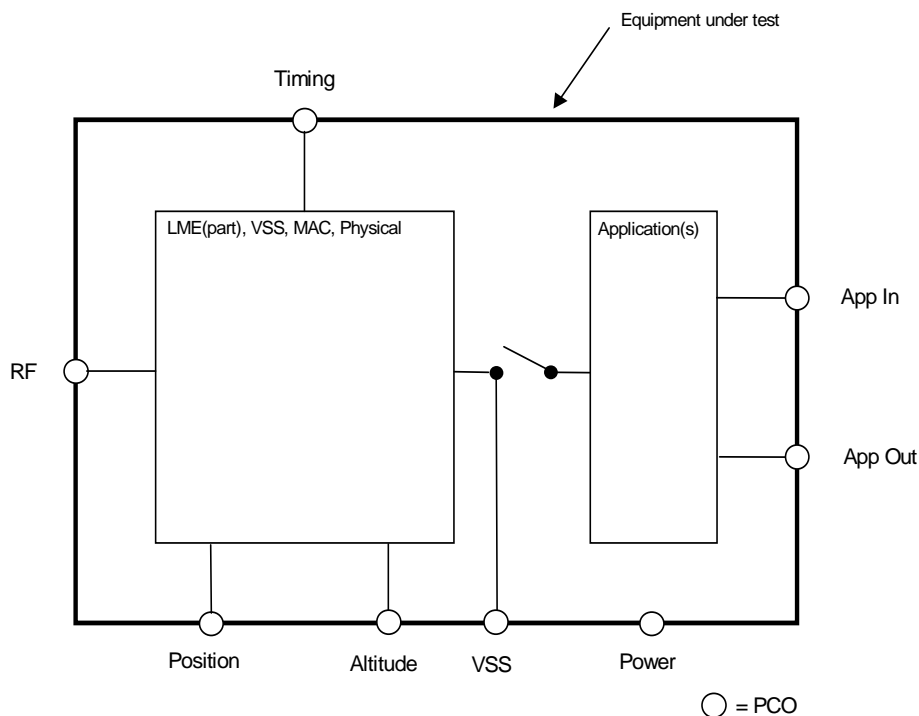 Equipment under test
Timing
LME(part), VSS, MAC, Physical
Application(s)
App In
RF
App Out
Position
Altitude
VSS
Power
= PCO